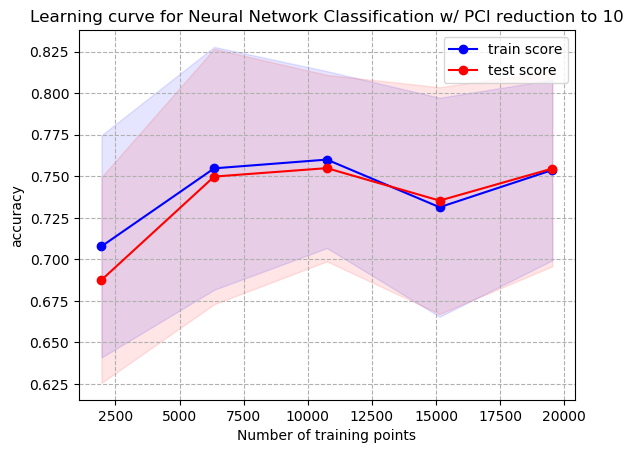 Learning curve for Neural Network Classification w/ PCI reduction to 10
train score
test score
0.825
0.800
0.775
0.750
0.725
0.700
0.675
0.650
0.625
accuracy
2500 5000 7500 10000 12500 15000 17500 20000
Number of training points